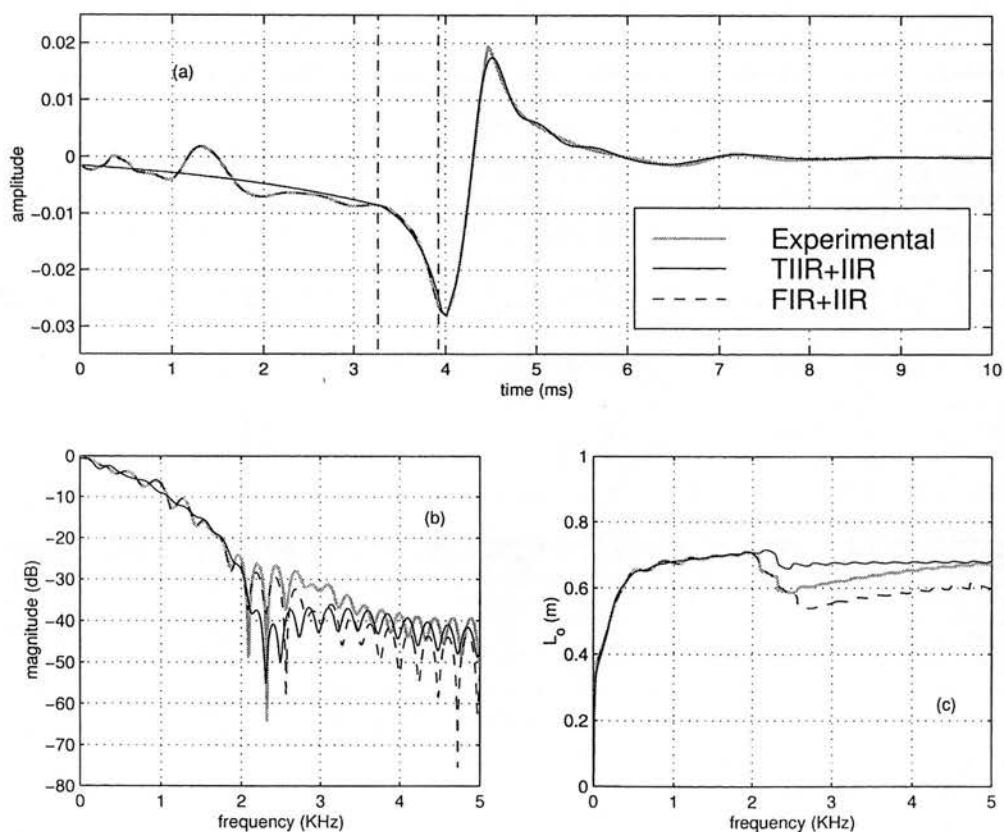 0.02
0.01
0
−0.01
−0.02
−0.03
amplitude
(a)
Experimental
TIIR+IIR
FIR+IIR
0 1 2 3 4 5 6 7 8 9 10
time (ms)
0
−10
−20
−30
−40
−50
−60
−70
−80
magnitude (dB)
(b)
0 1 2 3 4 5
frequency (KHz)
1
0.8
0.6
0.4
0.2
0
L_o (m)
(c)
0 1 2 3 4 5
frequency (KHz)